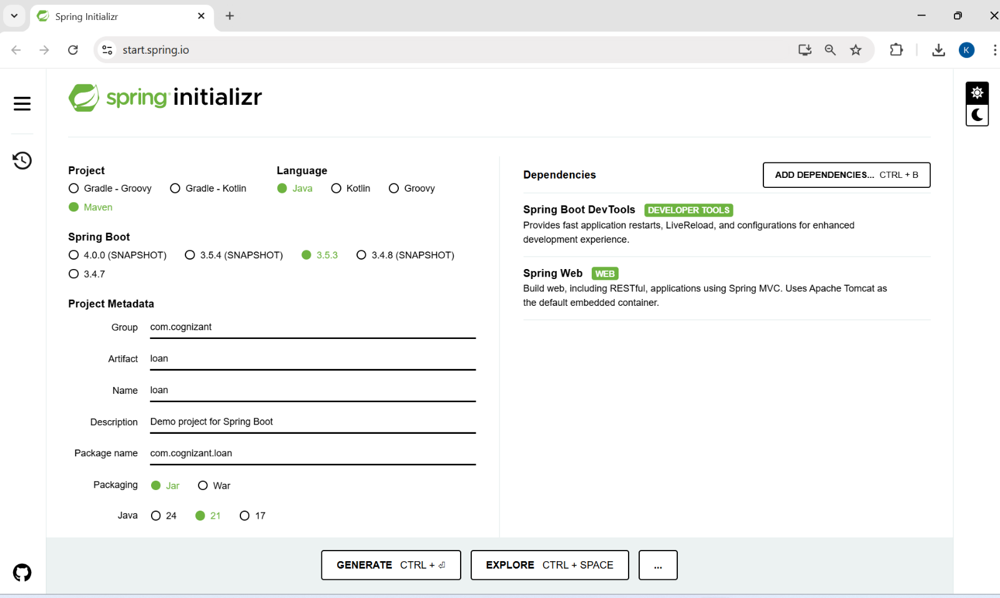 Spring Initializr
start.spring.io
K
spring initializr
Project
Gradle - Groovy Gradle - Kotlin
Maven
Language
Java Kotlin Groovy
Spring Boot
4.0.0 (SNAPSHOT) 3.5.4 (SNAPSHOT) 3.5.3 3.4.8 (SNAPSHOT)
3.4.7
Project Metadata
Group com.cognizant
Artifact loan
Name loan
Description Demo project for Spring Boot
Package name com.cognizant.loan
Packaging Jar War
Java 24 21 17
Dependencies
ADD DEPENDENCIES... CTRL + B
Spring Boot DevTools DEVELOPER TOOLS
Provides fast application restarts, LiveReload, and configurations for enhanced
development experience.
Spring Web WEB
Build web, including RESTful, applications using Spring MVC. Uses Apache Tomcat as
the default embedded container.
GENERATE CTRL + ⏎
EXPLORE CTRL + SPACE
...